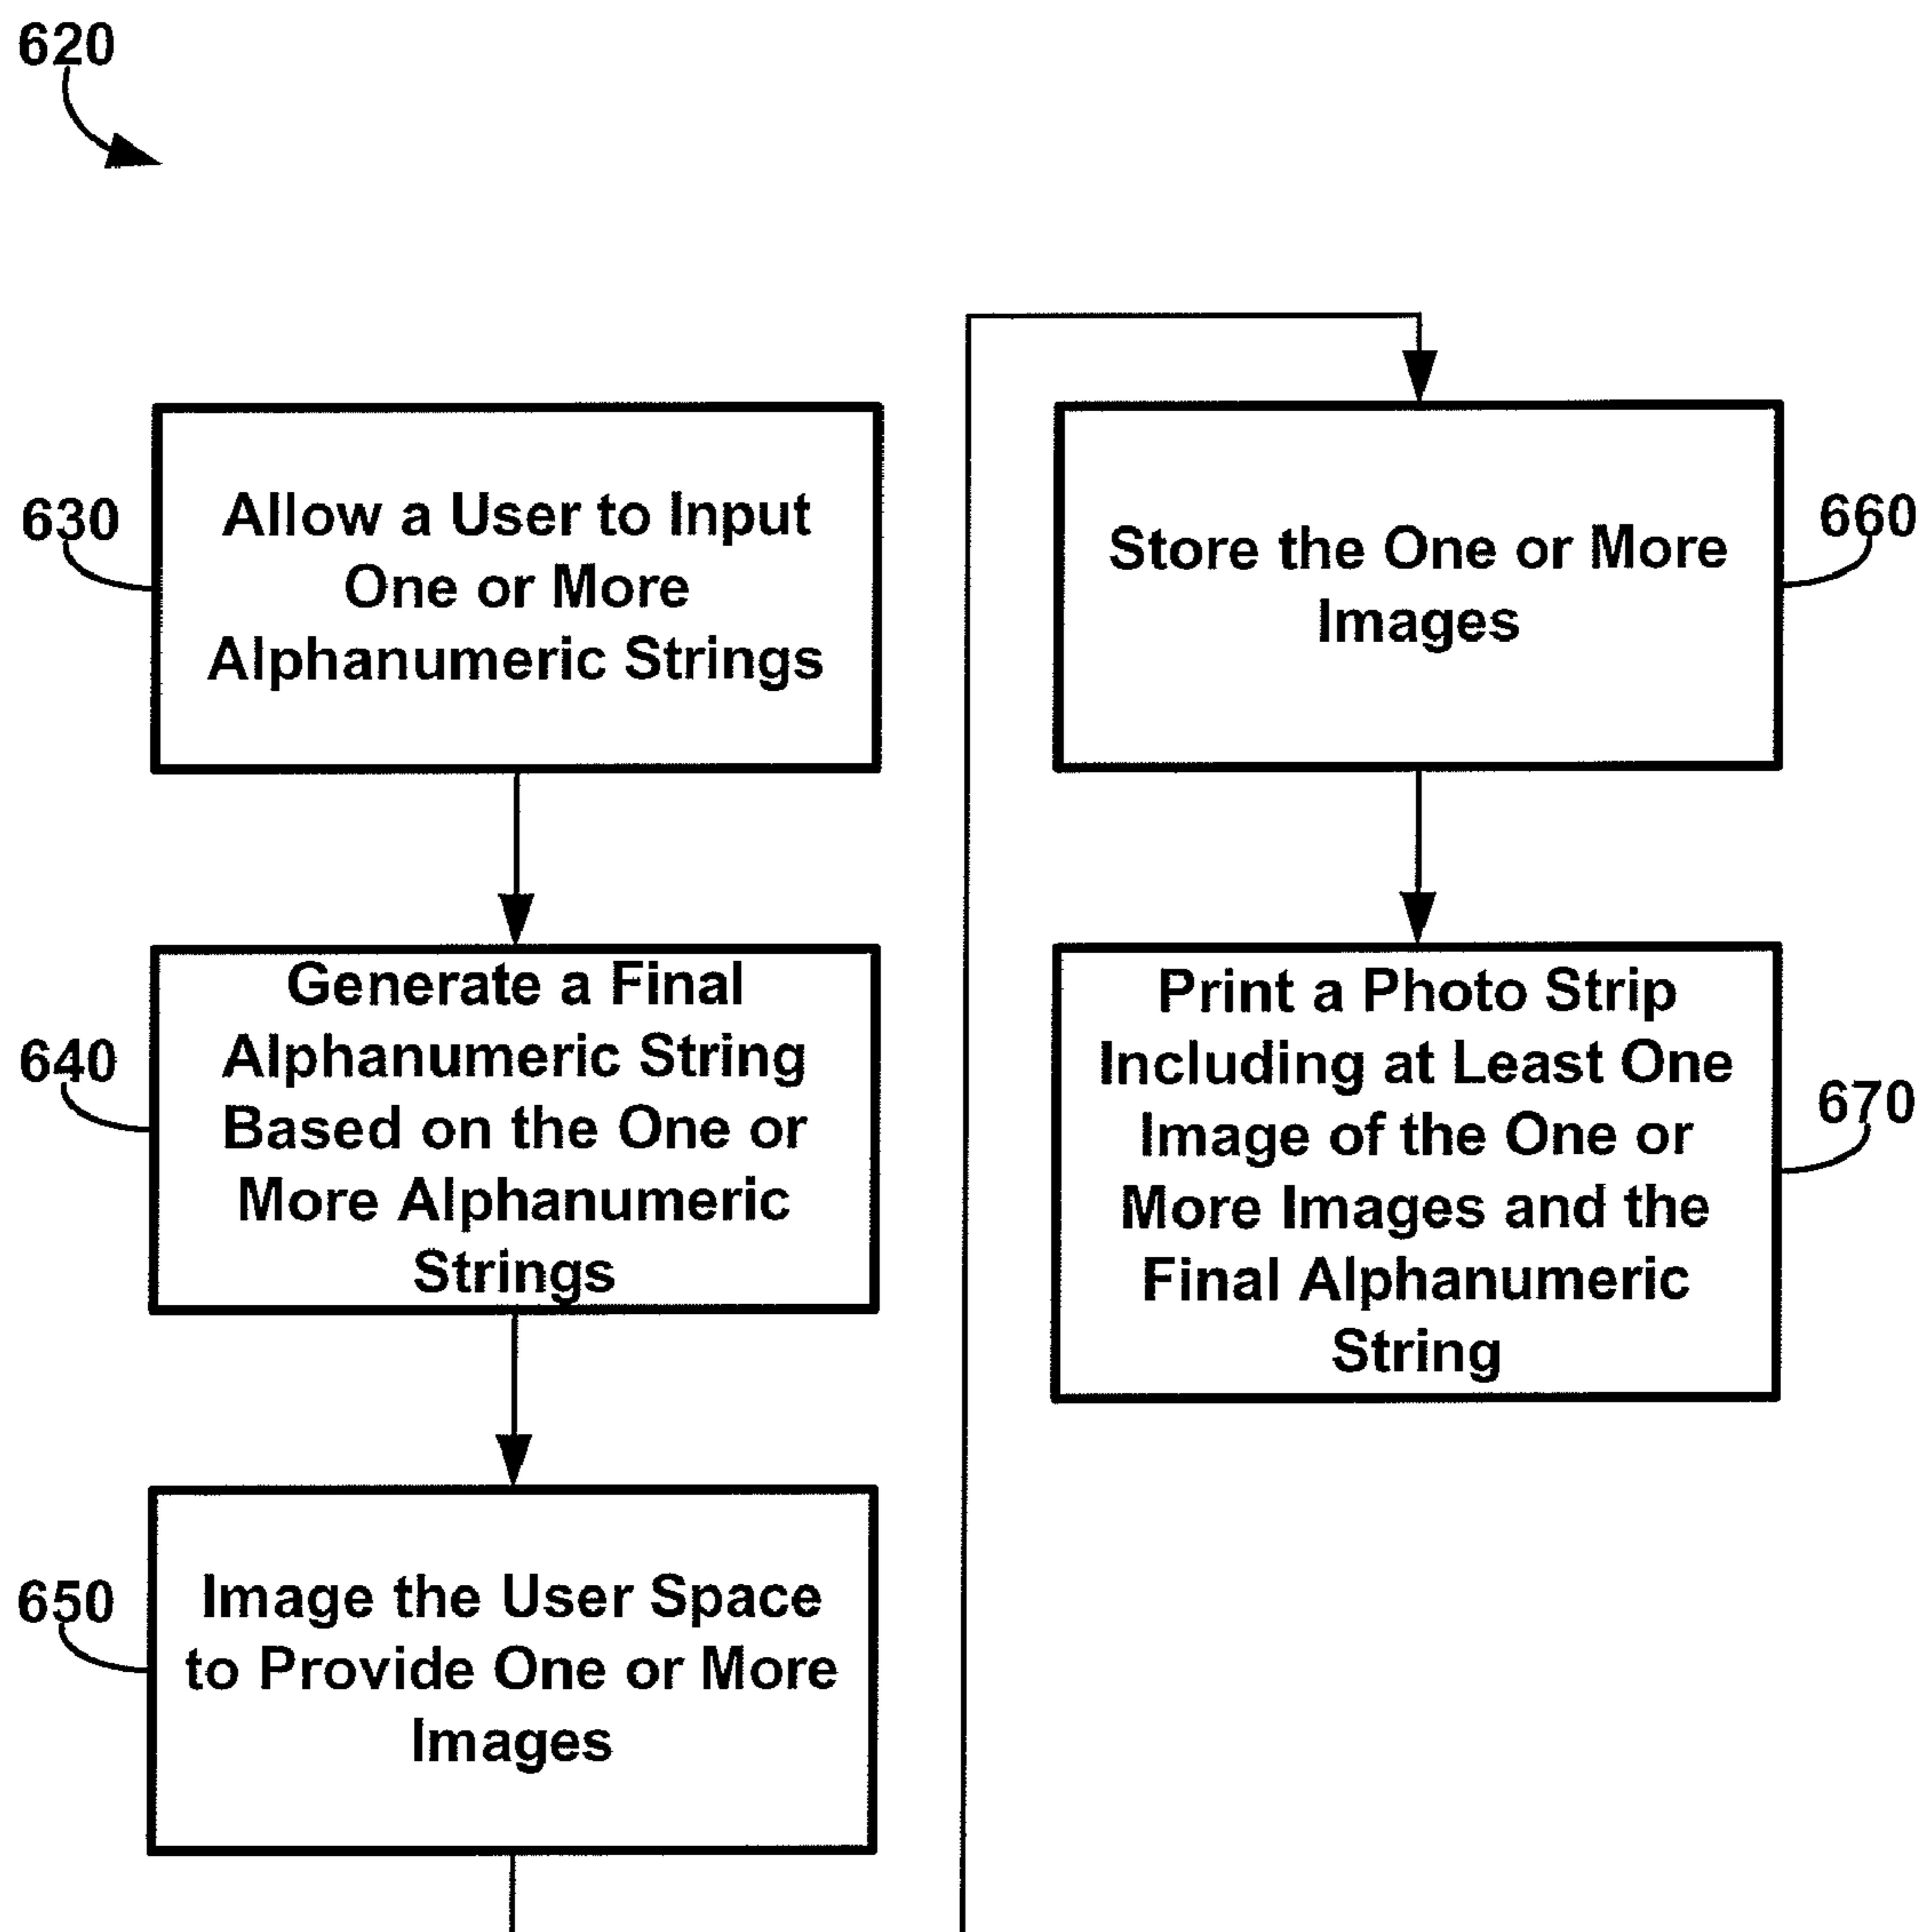 620
630
Allow a User to Input
One or More
Alphanumeric Strings
640
Generate a Final
Alphanumeric String
Based on the One or
More Alphanumeric
Strings
650
Image the User Space
to Provide One or More
Images
660
Store the One or More
Images
670
Print a Photo Strip
Including at Least One
Image of the One or
More Images and the
Final Alphanumeric
String